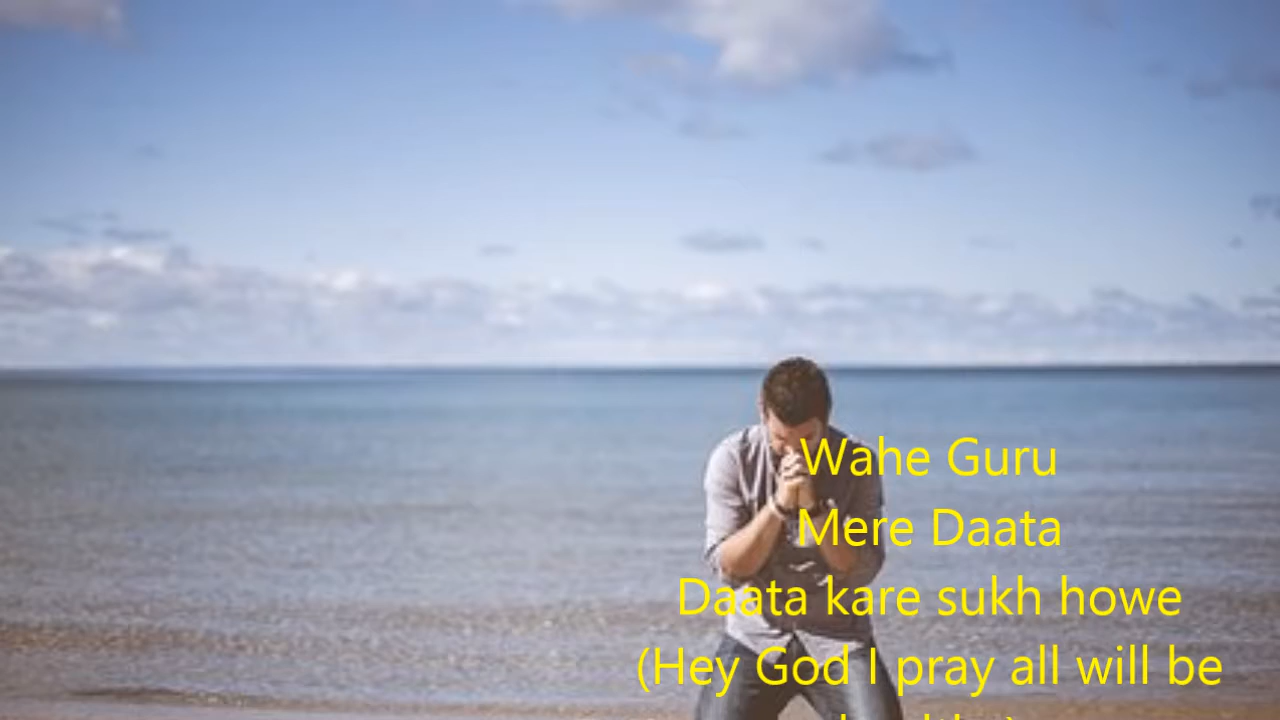 Wahe Guru
Mere Daata
Daata kare sukh howe
(Hey God I pray all will be